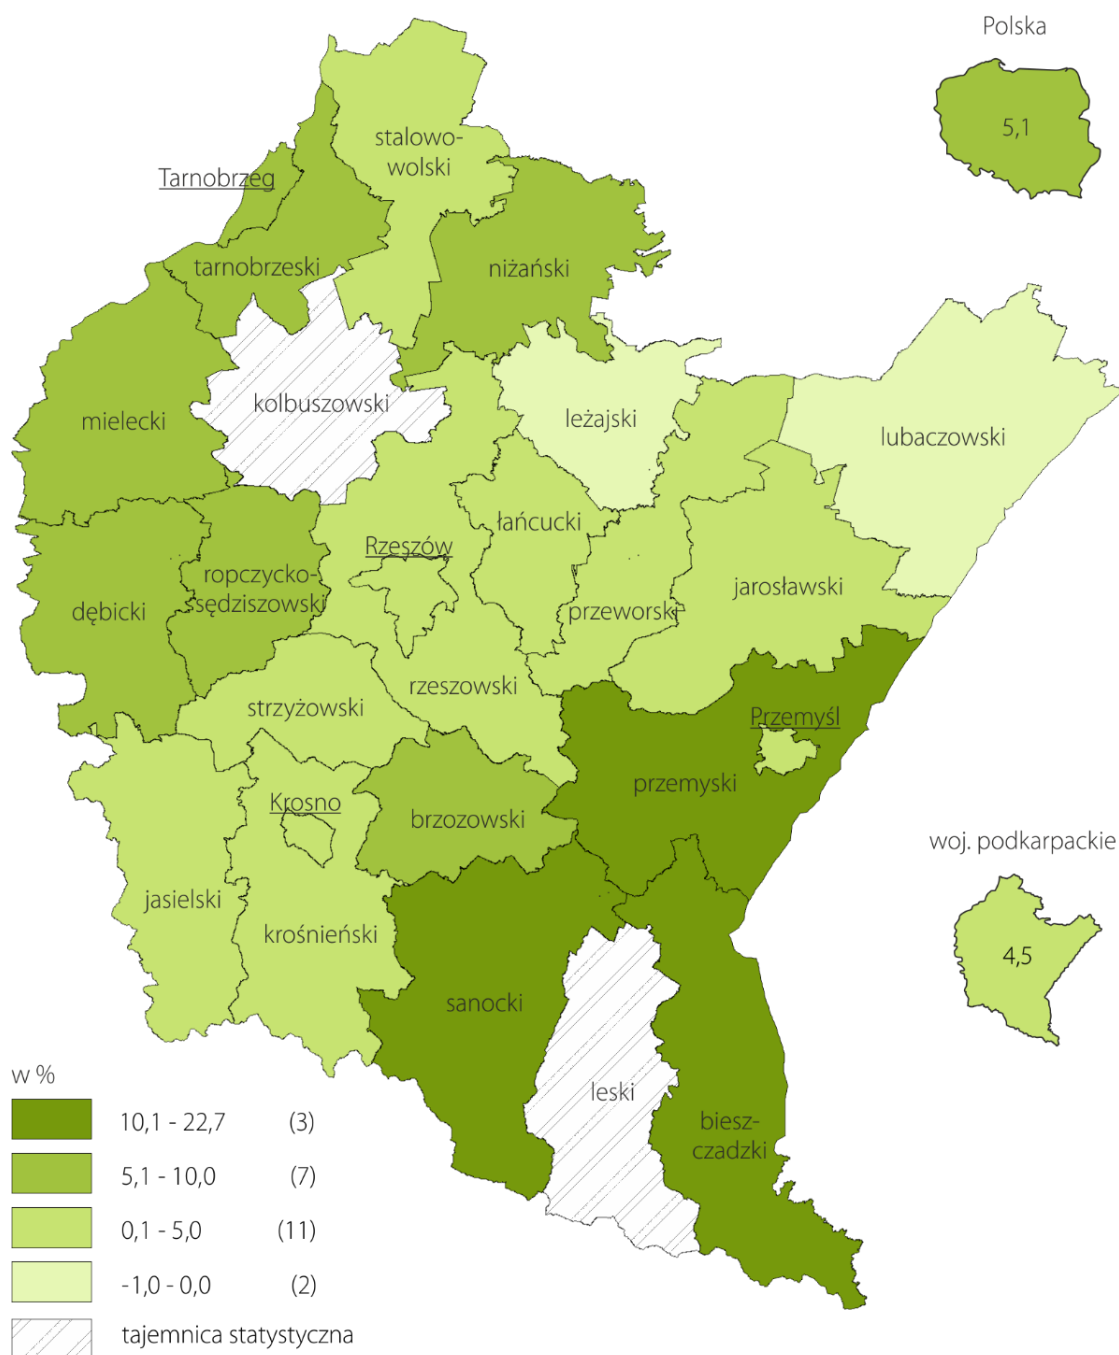 Polska
5,1
stalowo-
wolski
Tarnobrzeg
tarnobrzeski
niżański
mielecki
kolbuszowski
leżajski
lubaczowski
łańcucki
Rzeszów
ropczycko-
sędziszowski
dębicki
przeworski
jarosławski
rzeszowski
strzyżowski
Przemyśl
przemyski
Krosno
brzozowski
woj. podkarpackie
4,5
jasielski
krośnieński
sanocki
leski
biesz-
czadzki
w %
10,1 - 22,7 (3)
5,1 - 10,0 (7)
0,1 - 5,0 (11)
-1,0 - 0,0 (2)
tajemnica statystyczna